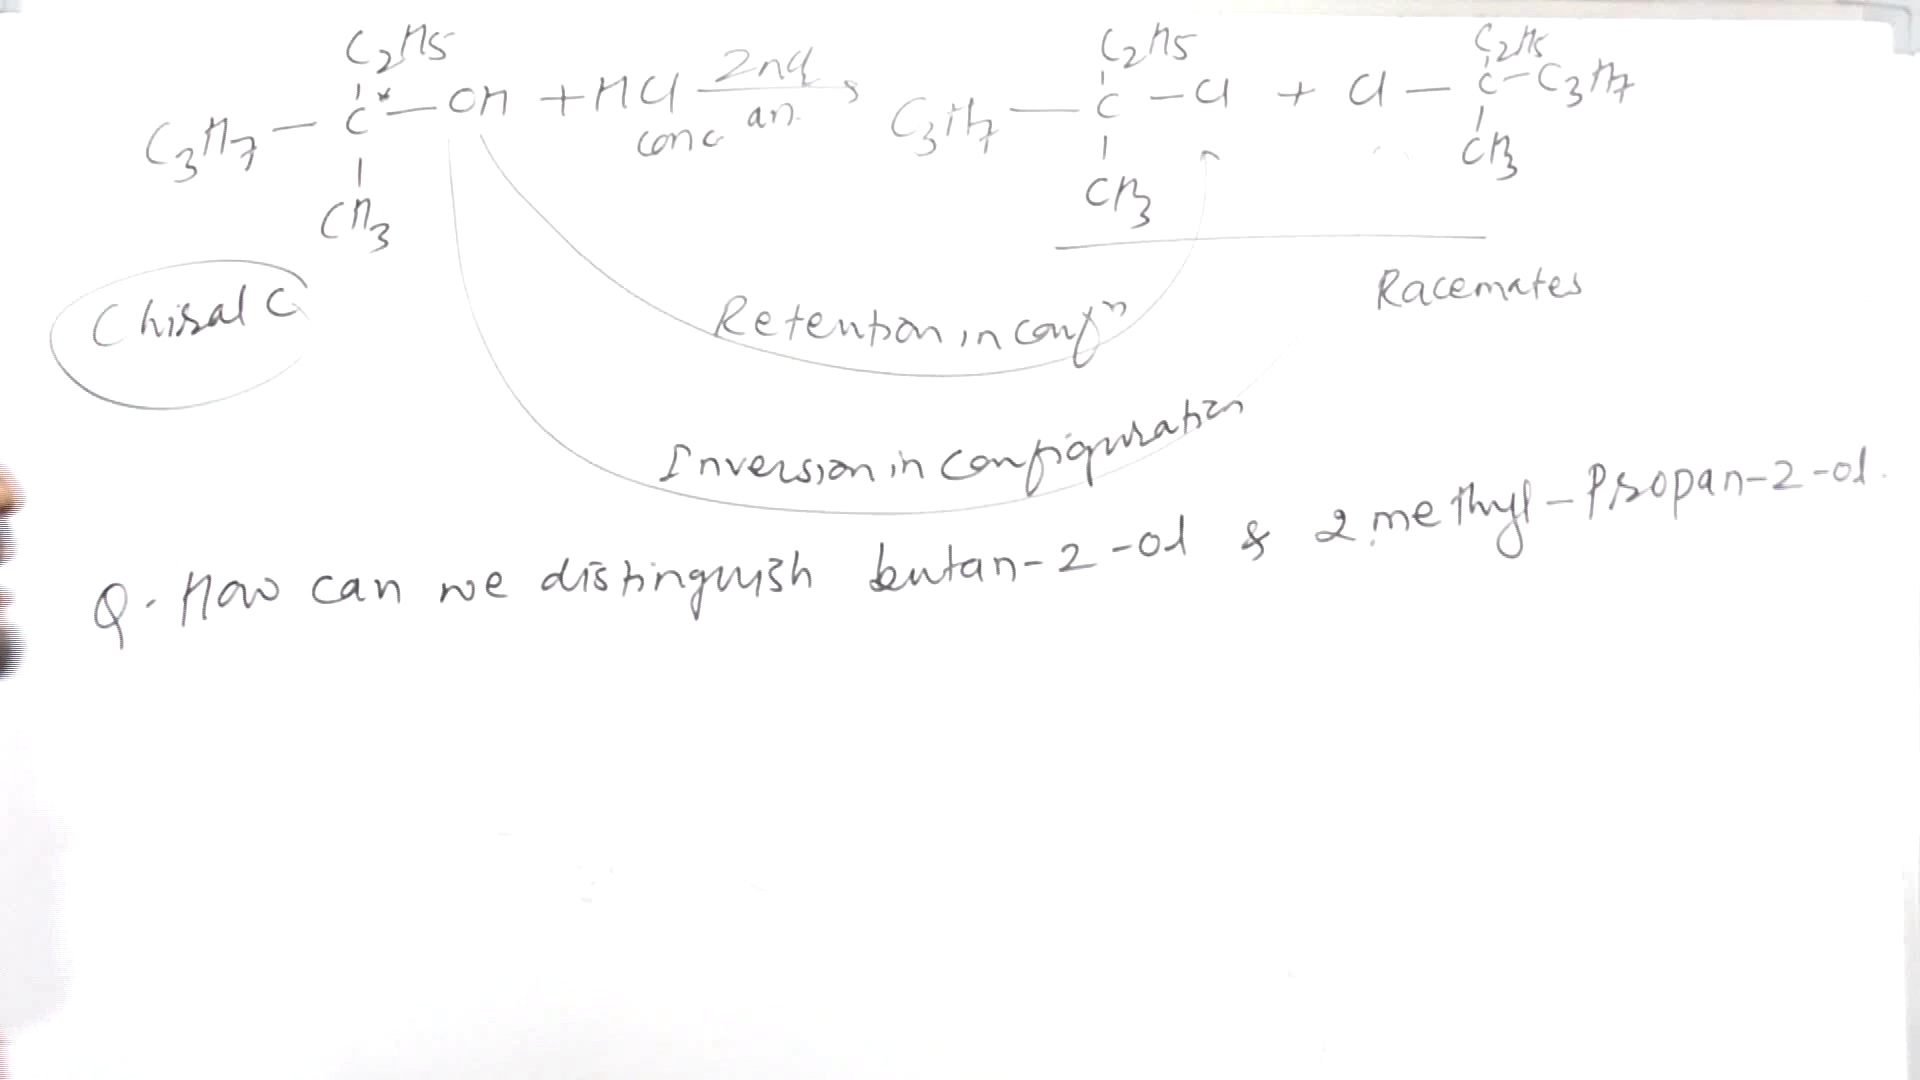 C2H5 C2H5 C2H5
C3H7 — C* — OH + HCl ZnCl2 C3H7 — C — Cl + Cl — C — C3H7
conc an.
CH3 CH3 CH3
Chiral C
Retention in confn
Racemates
Inversion in configuration
Q. How can we distinguish butan-2-ol & 2 methyl-Propan-2-ol.